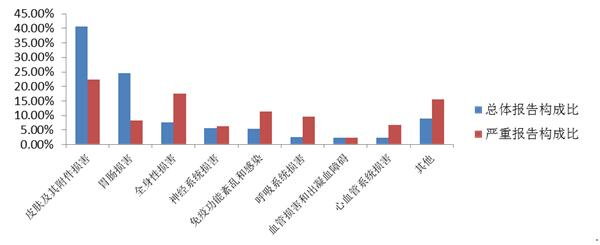 45.00%
40.00%
35.00%
30.00%
25.00%
20.00%
15.00%
10.00%
5.00%
0.00%
皮肤及其附件损害
胃肠损害
全身性损害
神经系统损害
免疫功能紊乱和感染
呼吸系统损害
血管损害和出凝血障碍
心血管系统损害
其他
总体报告构成比
严重报告构成比